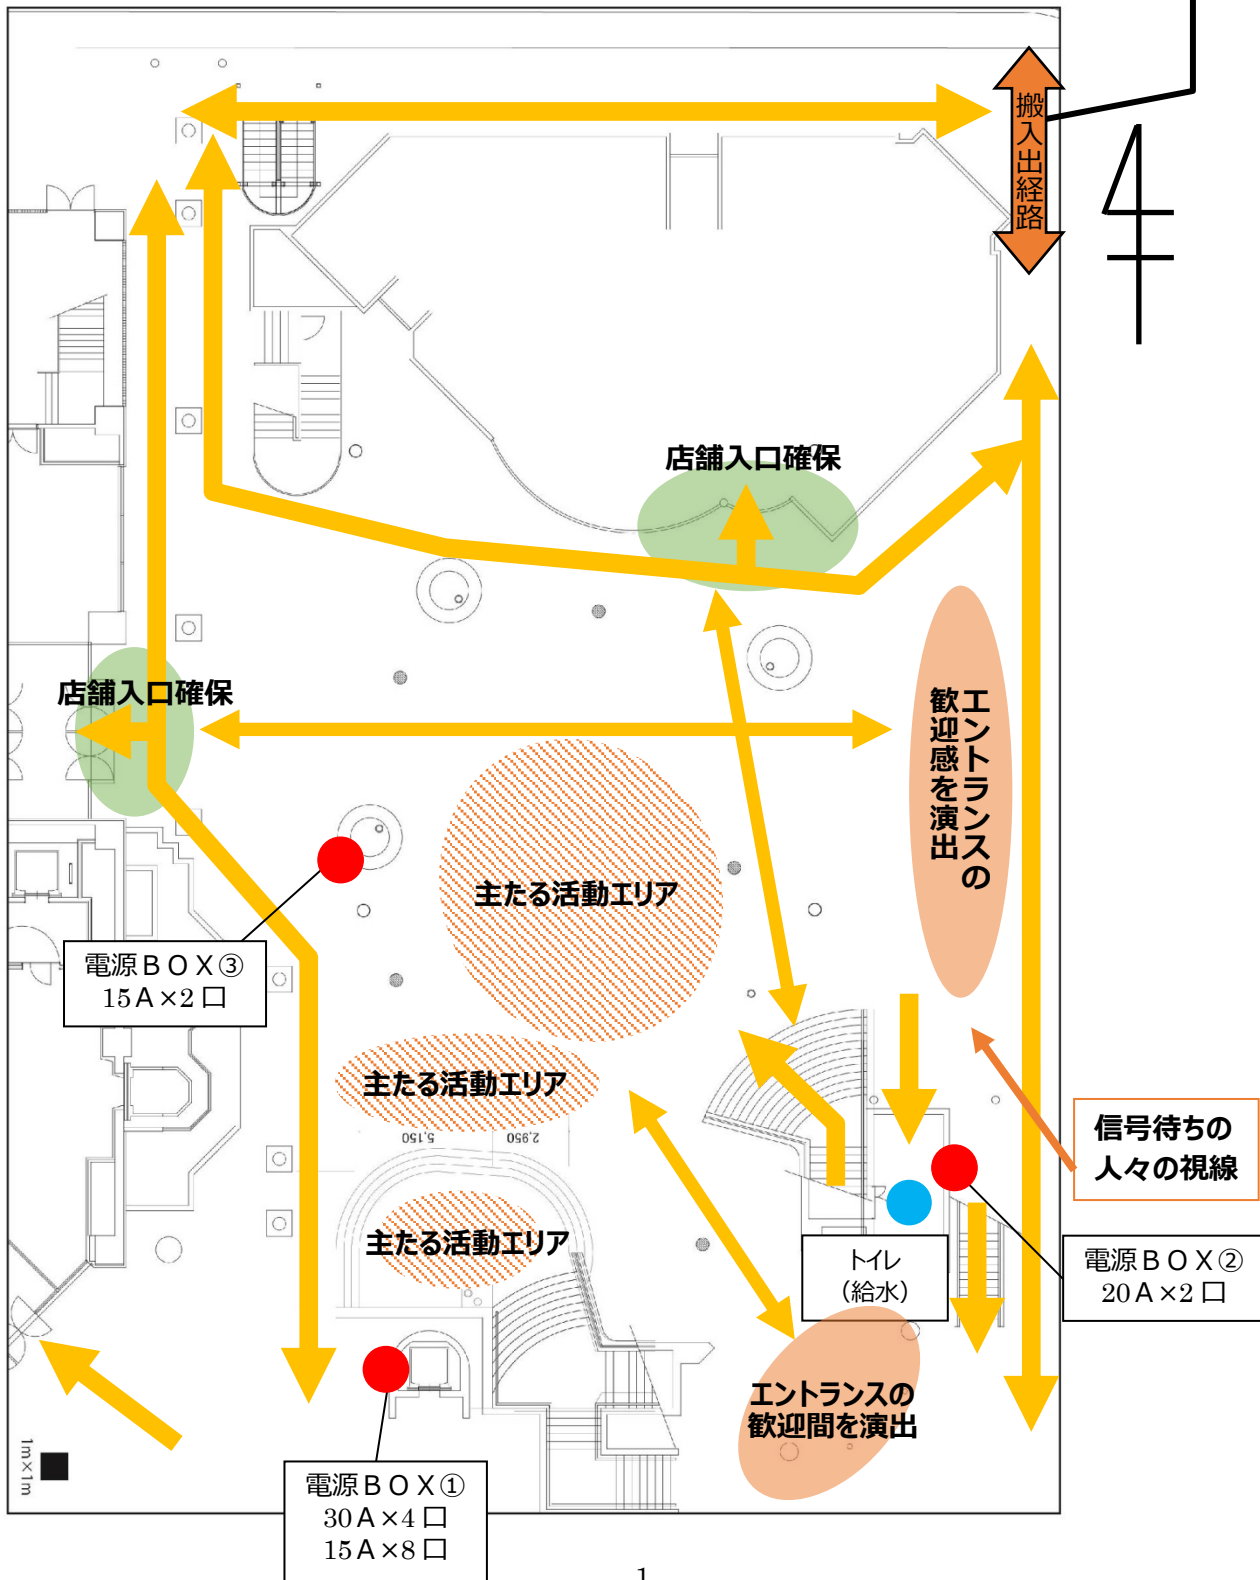 搬入出経路
店舗入口確保
店舗入口確保
エントランスの
歓迎感を演出
主たる活動エリア
電源ＢＯＸ③
15Ａ×2 口
主たる活動エリア
5,150
2,950
信号待ちの
人々の視線
主たる活動エリア
トイレ
（給水）
電源ＢＯＸ②
20Ａ×2 口
エントランスの
歓迎間を演出
1m×1m
電源ＢＯＸ①
30Ａ×4 口
15Ａ×8 口
1